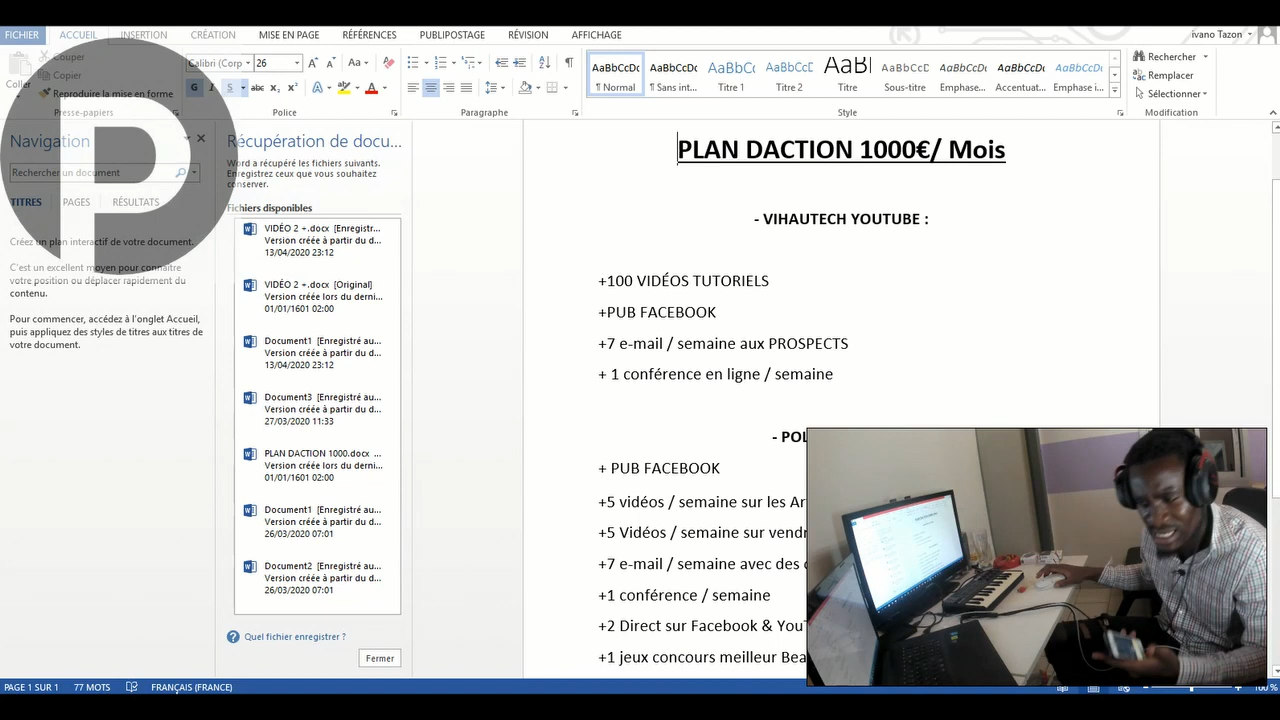 FICHIER ACCUEIL INSERTION CRÉATION MISE EN PAGE RÉFÉRENCES PUBLIPOSTAGE RÉVISION AFFICHAGE ivano Tazon
Couper
Copier
Coller
Reproduire la mise en forme
Presse-papiers
Calibri (Corp 26
Police
Paragraphe
AaBbCcDc AaBbCcDc AaBbC AaBbCcD AaBI AaBbCcD AaBbCcDc AaBbCcDc AaBbCcDc
¶ Normal ¶ Sans int... Titre 1 Titre 2 Titre Sous-titre Emphase... Accentuat... Emphase i...
Style
Rechercher
Remplacer
Sélectionner
Modification
Navigation
Rechercher un document
TITRES PAGES RÉSULTATS
Créez un plan interactif de votre document.
C'est un excellent moyen pour connaître
votre position ou déplacer rapidement du
contenu.
Pour commencer, accédez à l'onglet Accueil,
puis appliquez des styles de titres aux titres de
votre document.
P
Récupération de docu...
Word a récupéré les fichiers suivants.
Enregistrez ceux que vous souhaitez
conserver.
Fichiers disponibles
VIDÉO 2 +.docx [Enregistr...
Version créée à partir du d...
13/04/2020 23:12
VIDÉO 2 +.docx [Original]
Version créée lors du derni...
01/01/1601 02:00
Document1 [Enregistré au...
Version créée à partir du d...
13/04/2020 23:12
Document3 [Enregistré au...
Version créée à partir du d...
27/03/2020 11:33
PLAN DACTION 1000.docx ...
Version créée lors du derni...
01/01/1601 02:00
Document1 [Enregistré au...
Version créée à partir du d...
26/03/2020 07:01
Document2 [Enregistré au...
Version créée à partir du d...
26/03/2020 07:01
Quel fichier enregistrer ?
Fermer
PLAN DACTION 1000€/ Mois
- VIHAUTECH YOUTUBE :
+100 VIDÉOS TUTORIELS
+PUB FACEBOOK
+7 e-mail / semaine aux PROSPECTS
+ 1 conférence en ligne / semaine
- POL
+ PUB FACEBOOK
+5 vidéos / semaine sur les Ar
+5 Vidéos / semaine sur vendr
+7 e-mail / semaine avec des
+1 conférence / semaine
+2 Direct sur Facebook & YouT
+1 jeux concours meilleur Bea
PAGE 1 SUR 1 77 MOTS FRANÇAIS (FRANCE) 100 %